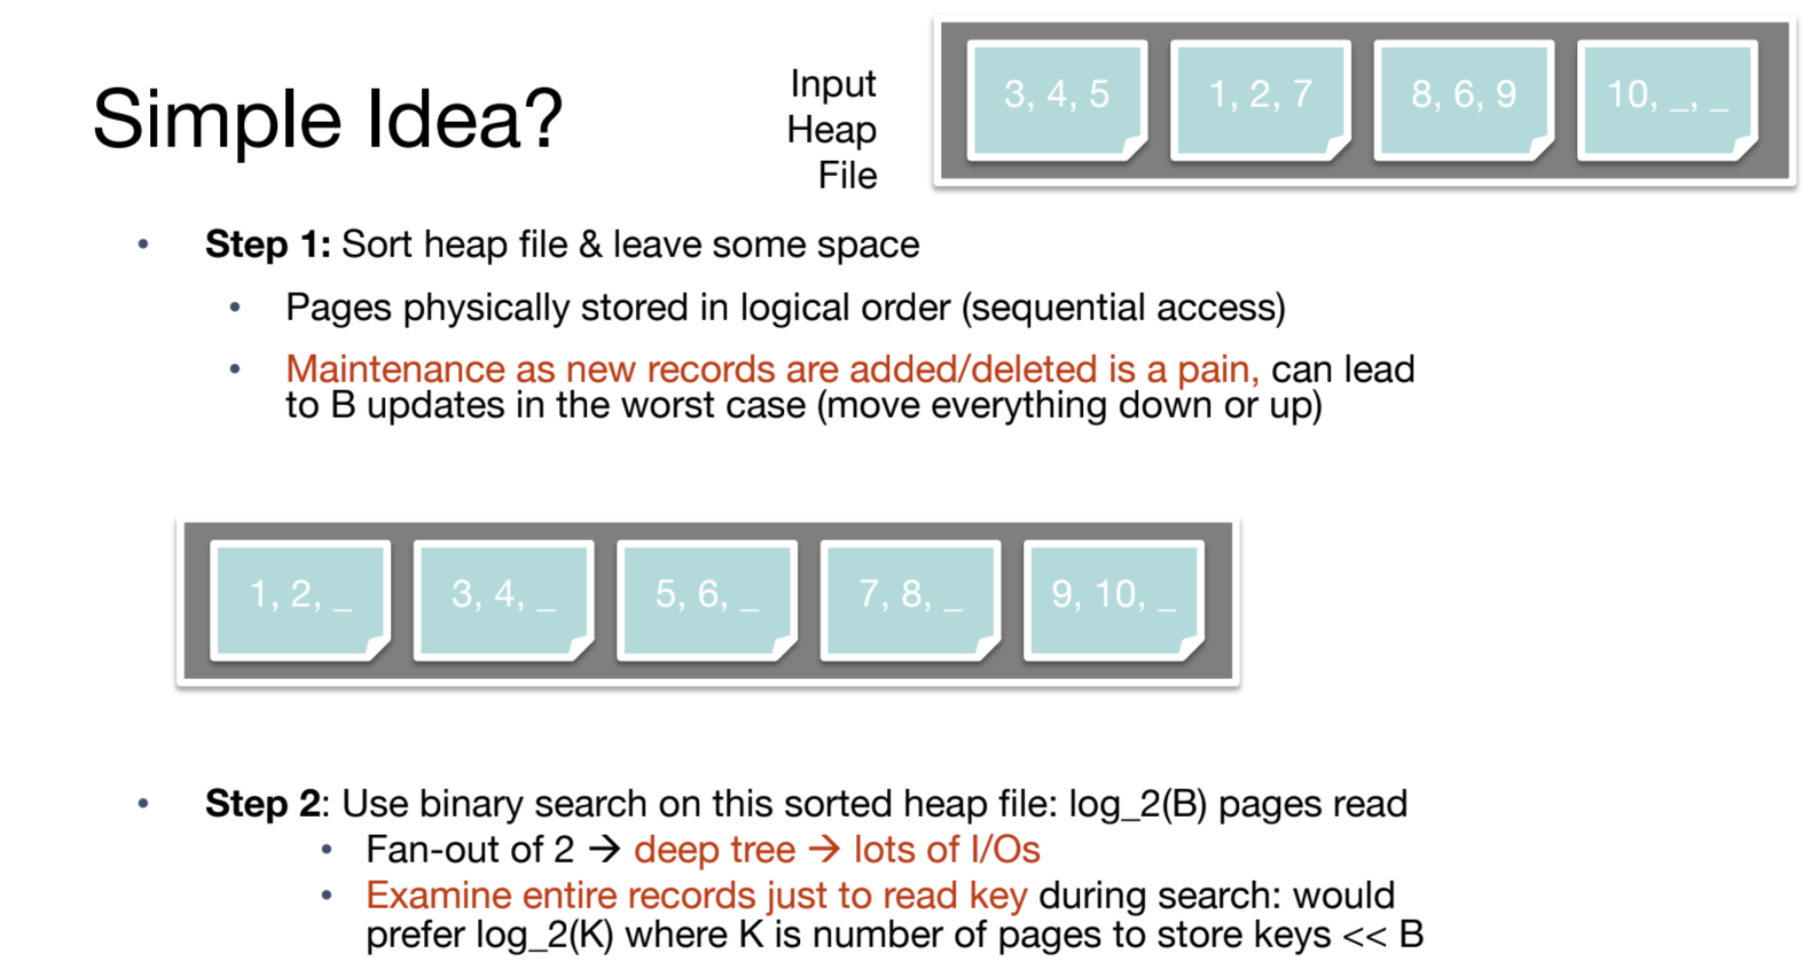 Simple Idea?
Input
Heap
File
3, 4, 5
1, 2, 7
8, 6, 9
10, _, _
• Step 1: Sort heap file & leave some space
• Pages physically stored in logical order (sequential access)
• Maintenance as new records are added/deleted is a pain, can lead
to B updates in the worst case (move everything down or up)
1, 2, _
3, 4, _
5, 6, _
7, 8, _
9, 10, _
• Step 2: Use binary search on this sorted heap file: log_2(B) pages read
• Fan-out of 2 → deep tree → lots of I/Os
• Examine entire records just to read key during search: would
prefer log_2(K) where K is number of pages to store keys << B